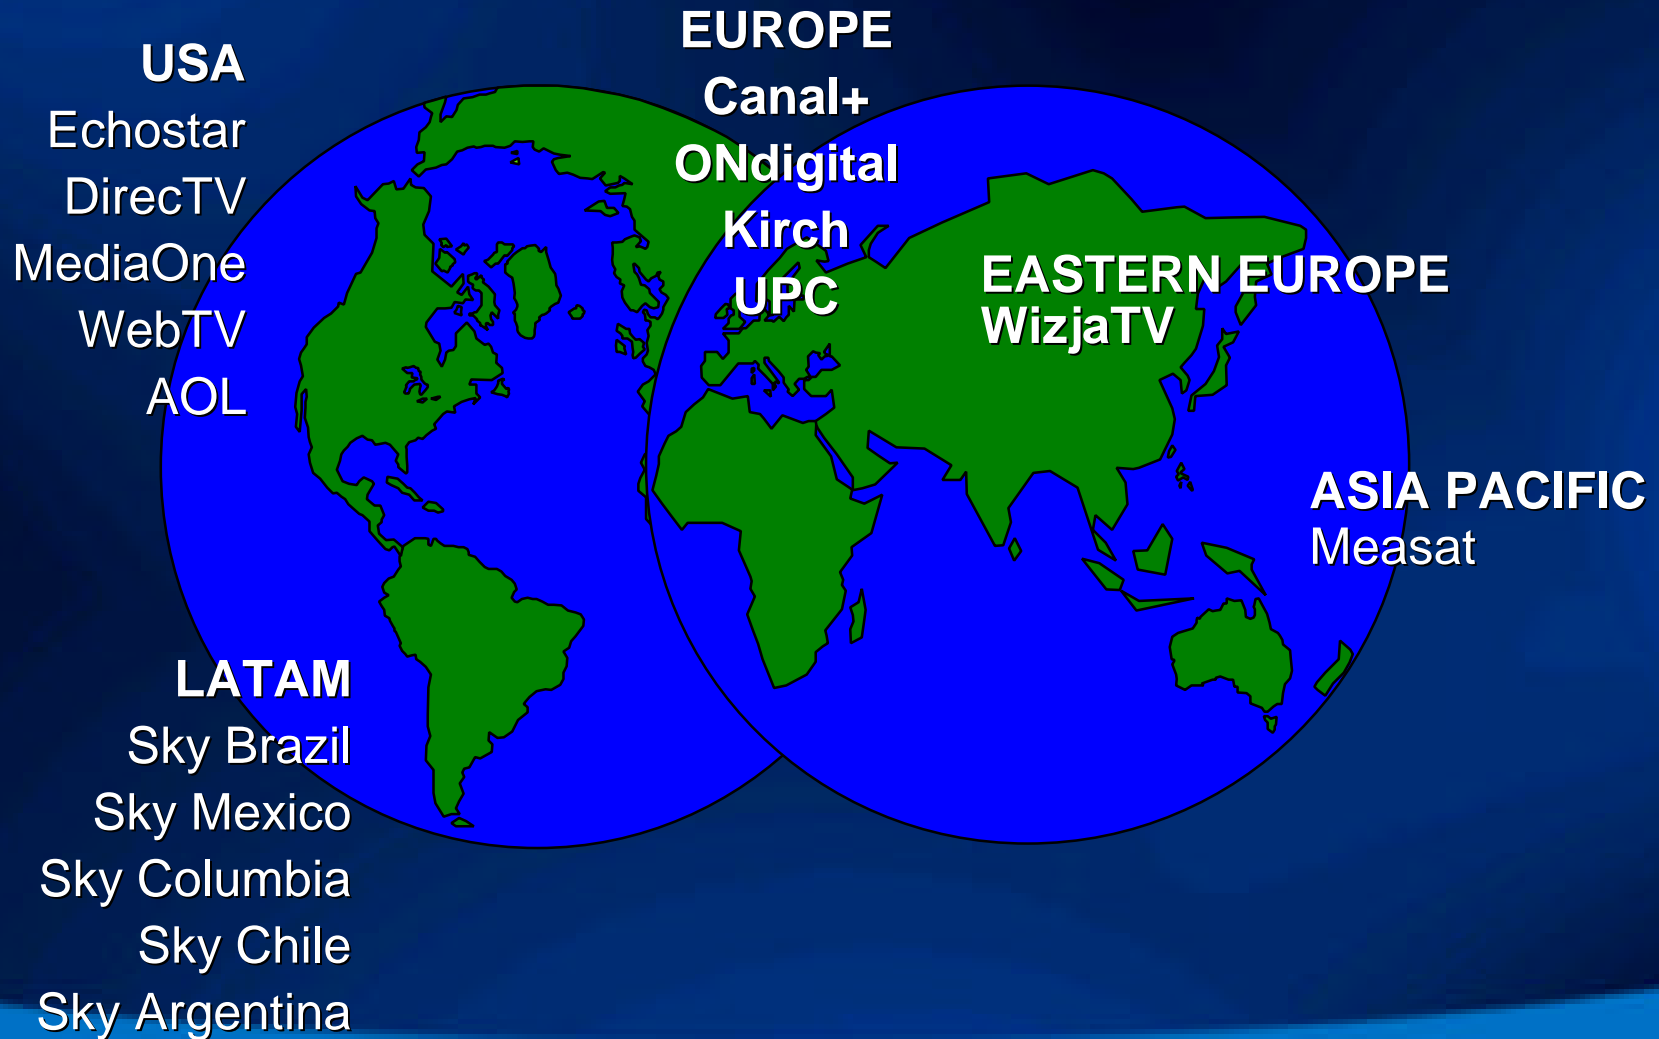 USA
Echostar
DirecTV
MediaOne
WebTV
AOL
EUROPE
Canal+
ONdigital
Kirch
UPC
EASTERN EUROPE
WizjaTV
ASIA PACIFIC
Measat
LATAM
Sky Brazil
Sky Mexico
Sky Columbia
Sky Chile
Sky Argentina